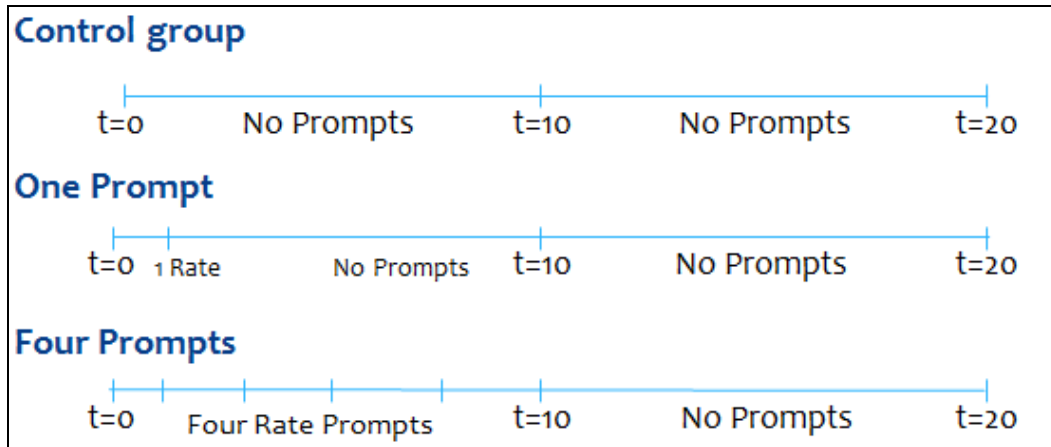 Control group
t=0 No Prompts t=10 No Prompts t=20
One Prompt
t=0 1 Rate No Prompts t=10 No Prompts t=20
Four Prompts
t=0 Four Rate Prompts t=10 No Prompts t=20